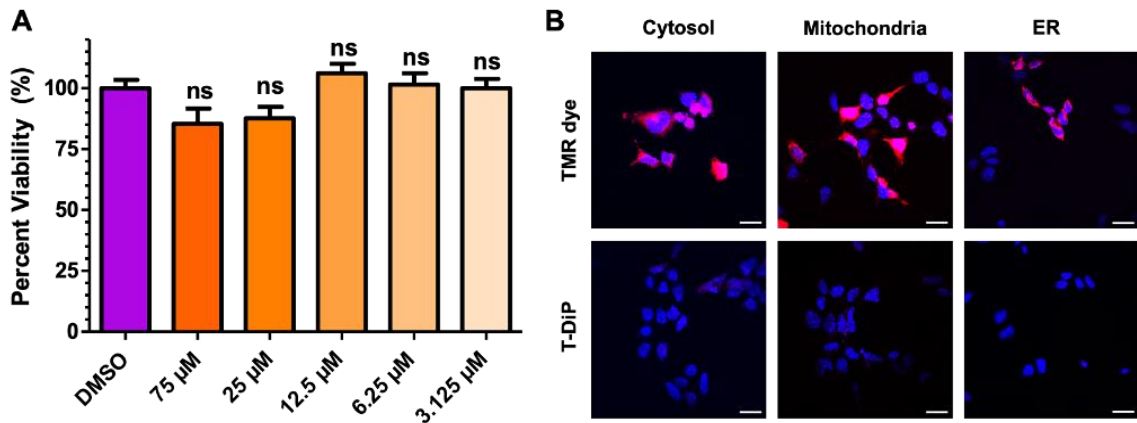 A
Percent Viability (%)
100
75
50
25
0
ns
ns
ns
ns
ns
DMSO
75 µM
25 µM
12.5 µM
6.25 µM
3.125 µM
B
Cytosol
Mitochondria
ER
TMR dye
T-DiP